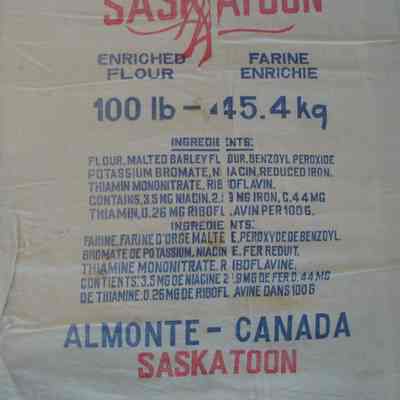 SASKATOON
ENRICHED FARINE
FLOUR ENRICHIE
100 lb - 45.4 kg
INGREDIENTS:
FLOUR, MALTED BARLEY FLOUR, BENZOYL PEROXIDE
POTASSIUM BROMATE, NIACIN, REDUCED IRON,
THIAMIN MONONITRATE, RIBOFLAVIN.
CONTAINS, 3.5 MG NIACIN, 2.9 MG IRON, 0.44 MG
THIAMIN, 0.26 MG RIBOFLAVIN PER 100 G.
INGREDIENTS:
FARINE, FARINE D'ORGE MALTÉE, PEROXYDE DE BENZOYL.
BROMATE DE POTASSIUM, NIACINE, FER REDUIT.
THIAMINE MONONITRATE, RIBOFLAVINE.
CONTIENTS: 3.5 MG DE NIACINE 2.9 MG DE FER 0.44 MG
DE THIAMINE, 0.26 MG DE RIBOFLAVINE DANS 100 G
ALMONTE - CANADA
SASKATOON